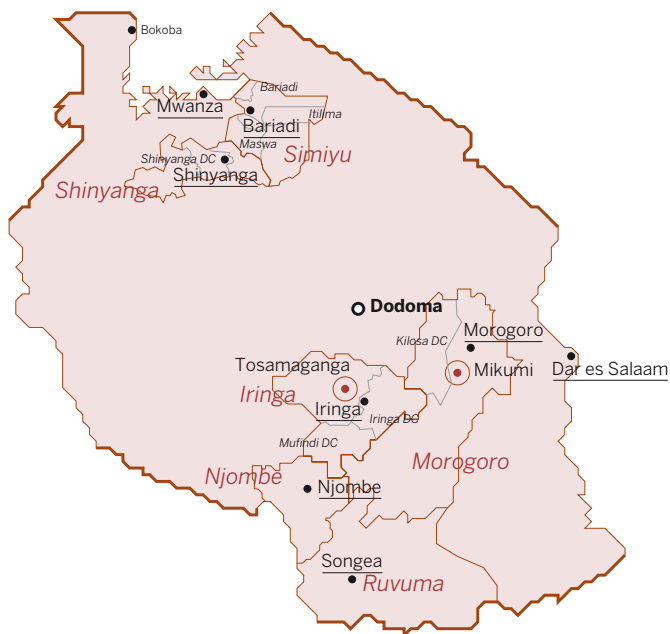 Bokoba
Bariadi
Mwanza
Itilima
Bariadi
Maswa
Simiyu
Shinyanga DC
Shinyanga
Shinyanga
Dodoma
Morogoro
Kilosa DC
Tosamaganga
Mikumi
Dar es Salaam
Iringa
Iringa
Iringa DC
Mufindi DC
Morogoro
Njombe
Njombe
Songea
Ruvuma